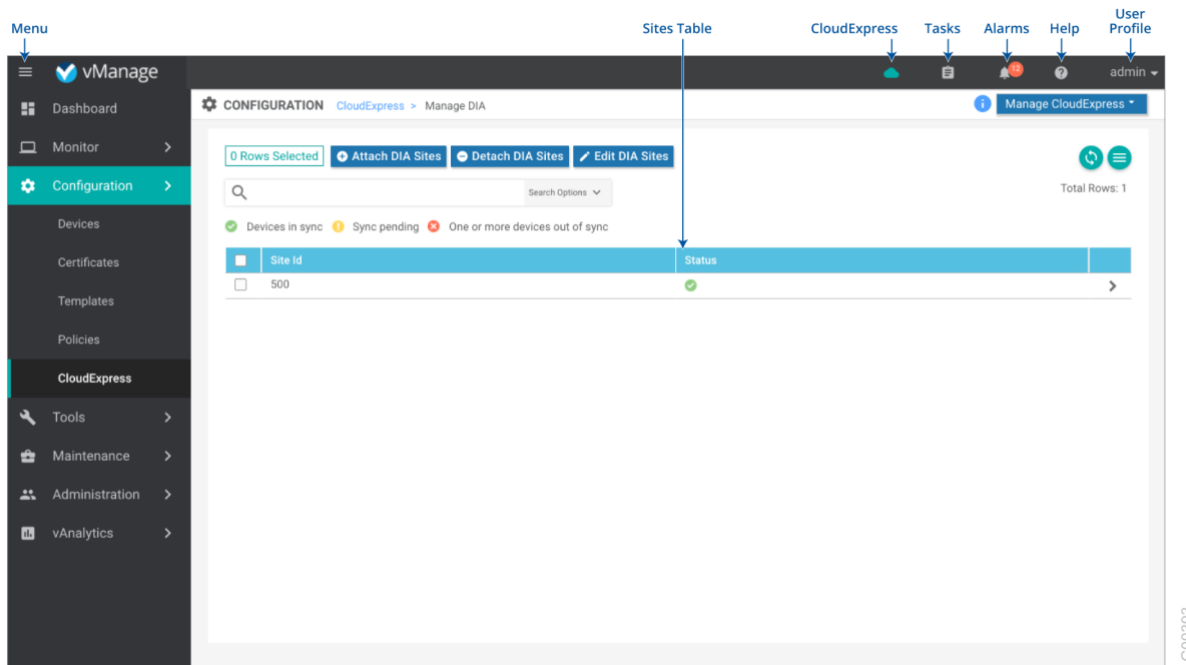 User
Menu Sites Table CloudExpress Tasks Alarms Help Profile
vManage 12 admin
Dashboard
CONFIGURATION CloudExpress > Manage DIA i Manage CloudExpress
Monitor
0 Rows Selected Attach DIA Sites Detach DIA Sites Edit DIA Sites
Configuration
Search Options Total Rows: 1
Devices
Devices in sync Sync pending One or more devices out of sync
Certificates
Site Id Status
500
Templates
Policies
CloudExpress
Tools
Maintenance
Administration
vAnalytics